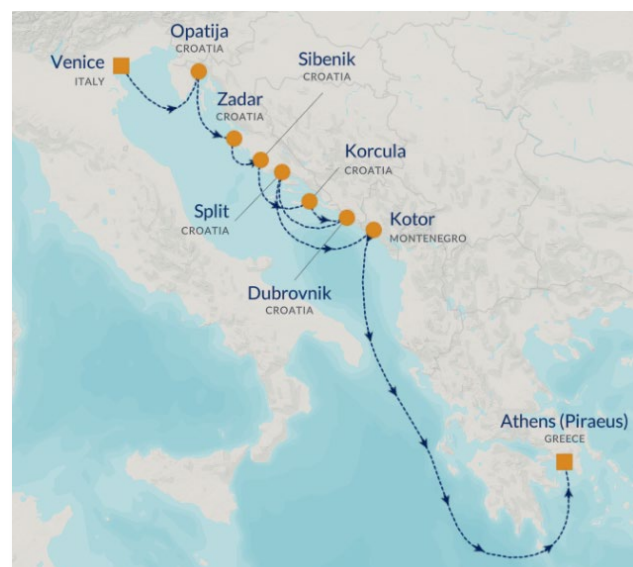 Opatija
CROATIA
Venice
ITALY
Sibenik
CROATIA
Zadar
CROATIA
Korcula
CROATIA
Split
CROATIA
Kotor
MONTENEGRO
Dubrovnik
CROATIA
Athens (Piraeus)
GREECE